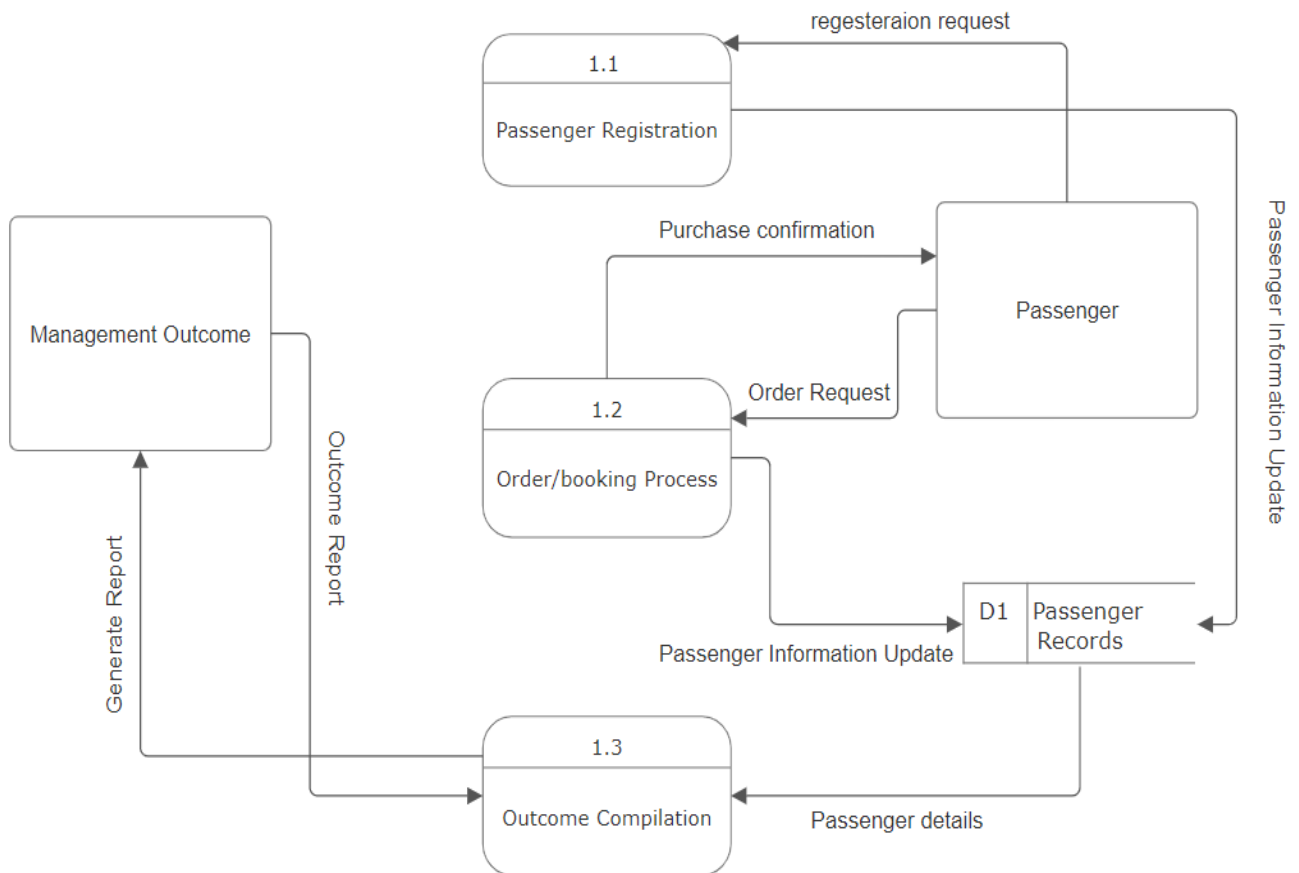 regesteraion request
1.1
Passenger Registration
Passenger Information Update
Purchase confirmation
Passenger
Management Outcome
Order Request
1.2
Order/booking Process
Outcome Report
Generate Report
D1
Passenger
Records
Passenger Information Update
1.3
Outcome Compilation
Passenger details